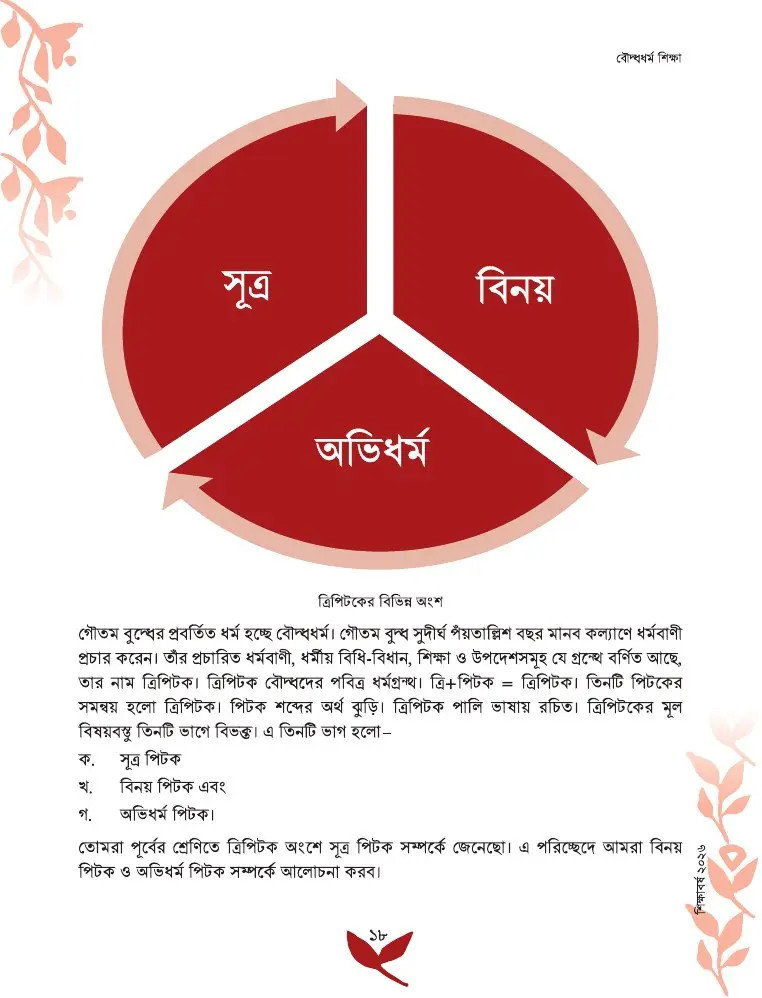 বৌদ্ধধর্ম শিক্ষা
সূত্র
বিনয়
অভিধর্ম
ত্রিপিটকের বিভিন্ন অংশ
গৌতম বুদ্ধের প্রবর্তিত ধর্ম হচ্ছে বৌদ্ধধর্ম। গৌতম বুদ্ধ সুদীর্ঘ পঁয়তাল্লিশ বছর মানব কল্যাণে ধর্মবাণী
প্রচার করেন। তাঁর প্রচারিত ধর্মবাণী, ধর্মীয় বিধি-বিধান, শিক্ষা ও উপদেশসমূহ যে গ্রন্থে বর্ণিত আছে,
তার নাম ত্রিপিটক। ত্রিপিটক বৌদ্ধদের পবিত্র ধর্মগ্রন্থ। ত্রি+পিটক = ত্রিপিটক। তিনটি পিটকের
সমন্বয় হলো ত্রিপিটক। পিটক শব্দের অর্থ ঝুড়ি। ত্রিপিটক পালি ভাষায় রচিত। ত্রিপিটকের মূল
বিষয়বস্তু তিনটি ভাগে বিভক্ত। এ তিনটি ভাগ হলো–
ক. সূত্র পিটক
খ. বিনয় পিটক এবং
গ. অভিধর্ম পিটক।
তোমরা পূর্বের শ্রেণিতে ত্রিপিটক অংশে সূত্র পিটক সম্পর্কে জেনেছো। এ পরিচ্ছেদে আমরা বিনয়
পিটক ও অভিধর্ম পিটক সম্পর্কে আলোচনা করব।
শিক্ষাবর্ষ ২০২৬
১৮